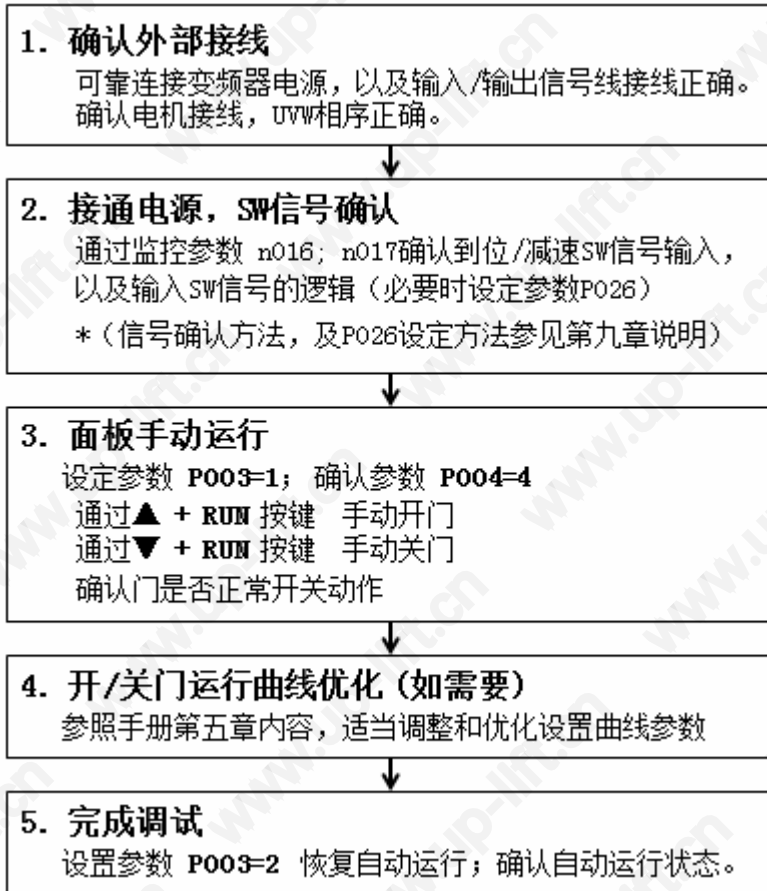 1. 确认外部接线
可靠连接变频器电源，以及输入/输出信号线接线正确。
确认电机接线，UVW相序正确。
2. 接通电源，SW信号确认
通过监控参数 n016; n017确认到位/减速SW信号输入，
以及输入SW信号的逻辑（必要时设定参数P026）
*（信号确认方法，及P026设定方法参见第九章说明）
3. 面板手动运行
设定参数 P003=1；确认参数 P004=4
通过▲ + RUN 按键 手动开门
通过▼ + RUN 按键 手动关门
确认门是否正常开关动作
4. 开/关门运行曲线优化（如需要）
参照手册第五章内容，适当调整和优化设置曲线参数
5. 完成调试
设置参数 P003=2 恢复自动运行；确认自动运行状态。
www.up-lift.cn